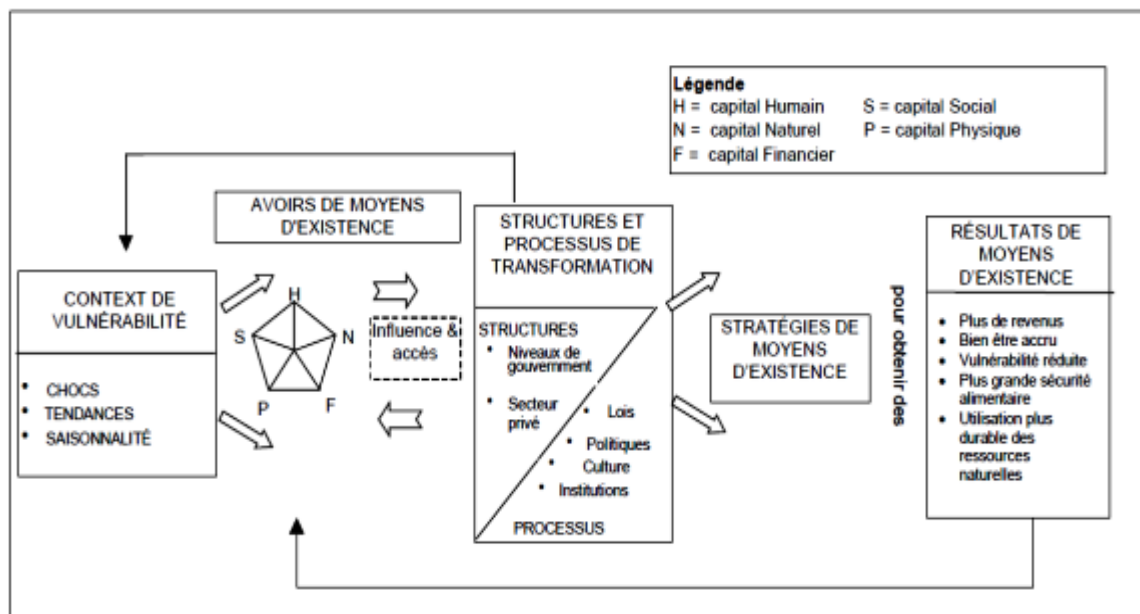 Légende
H = capital Humain S = capital Social
N = capital Naturel P = capital Physique
F = capital Financier
AVOIRS DE MOYENS
D'EXISTENCE
CONTEXT DE
VULNÉRABILITÉ
• CHOCS
• TENDANCES
• SAISONNALITÉ
H
S
N
P
F
Influence &
accès
STRUCTURES ET
PROCESSUS DE
TRANSFORMATION
STRUCTURES
• Niveaux de
gouvernment
• Secteur
privé
• Lois
• Politiques
• Culture
• Institutions
PROCESSUS
STRATÉGIES DE
MOYENS
D'EXISTENCE
pour obtenir des
RÉSULTATS DE
MOYENS
D'EXISTENCE
• Plus de revenus
• Bien être accru
• Vulnérabilité réduite
• Plus grande sécurité
alimentaire
• Utilisation plus
durable des
ressources
naturelles